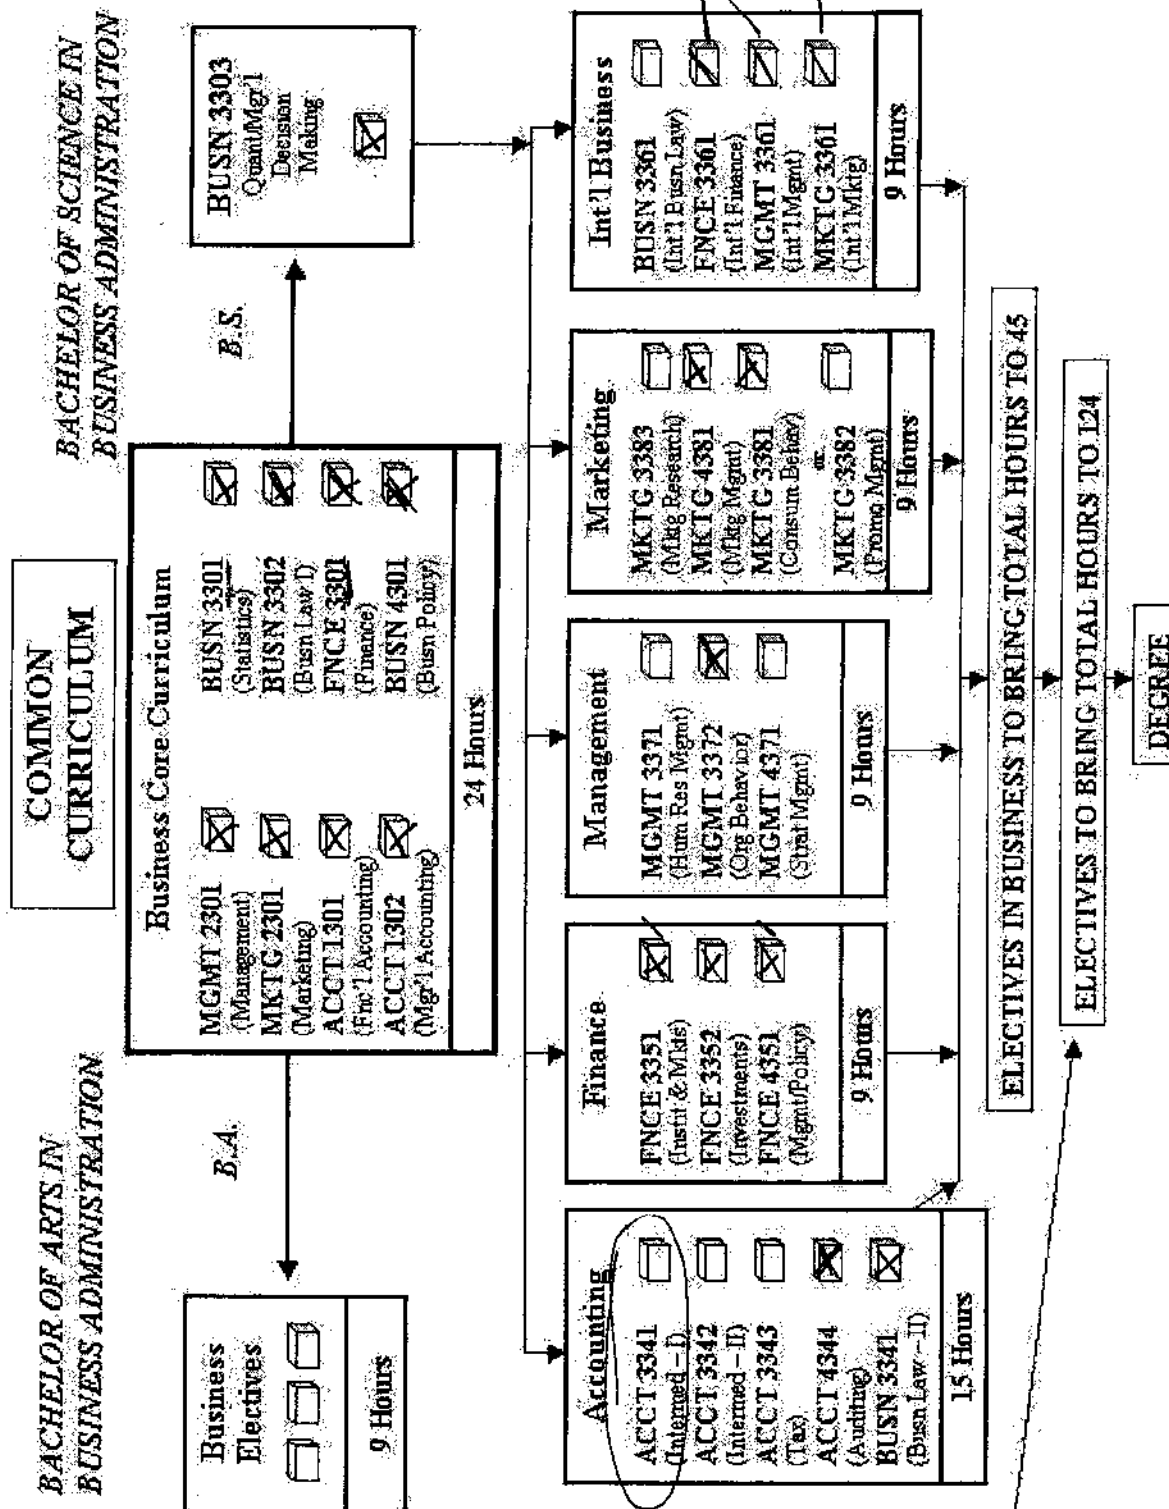 BACHELOR OF ARTS IN
BUSINESS ADMINISTRATION
COMMON
CURRICULUM
BACHELOR OF SCIENCE IN
BUSINESS ADMINISTRATION
Business
Electives
9 Hours
B.A.
Business Core Curriculum
MGMT 2301
(Management)
MKTG 2301
(Marketing)
ACCT 1301
(Fnc'l Accounting)
ACCT 1302
(Mgr'l Accounting)
BUSN 3301
(Statistics)
BUSN 3302
(Busn Law I)
FNCE 3301
(Finance)
BUSN 4301
(Busn Policy)
24 Hours
B.S.
BUSN 3303
Quant/Mgr'l
Decision
Making
Accounting
ACCT 3341
(Intermed - I)
ACCT 3342
(Intermed - II)
ACCT 3343
(Tax)
ACCT 4344
(Auditing)
BUSN 3341
(Busn Law - II)
15 Hours
Finance
FNCE 3351
(Instit & Mkts)
FNCE 3352
(Investments)
FNCE 4351
(Mgmt/Policy)
9 Hours
Management
MGMT 3371
(Hum Res Mgmt)
MGMT 3372
(Org Behavior)
MGMT 4371
(Strat Mgmt)
9 Hours
Marketing
MKTG 3383
(Mktg Research)
MKTG 4381
(Mktg Mgmt)
MKTG 3381
(Consum Behav)
or
MKTG 3382
(Promo Mgmt)
9 Hours
Int'l Business
BUSN 3361
(Int'l Busn Law)
FNCE 3361
(Int'l Finance)
MGMT 3361
(Int'l Mgmt)
MKTG 3361
(Int'l Mktg)
9 Hours
ELECTIVES IN BUSINESS TO BRING TOTAL HOURS TO 45
ELECTIVES TO BRING TOTAL HOURS TO 124
DEGREE